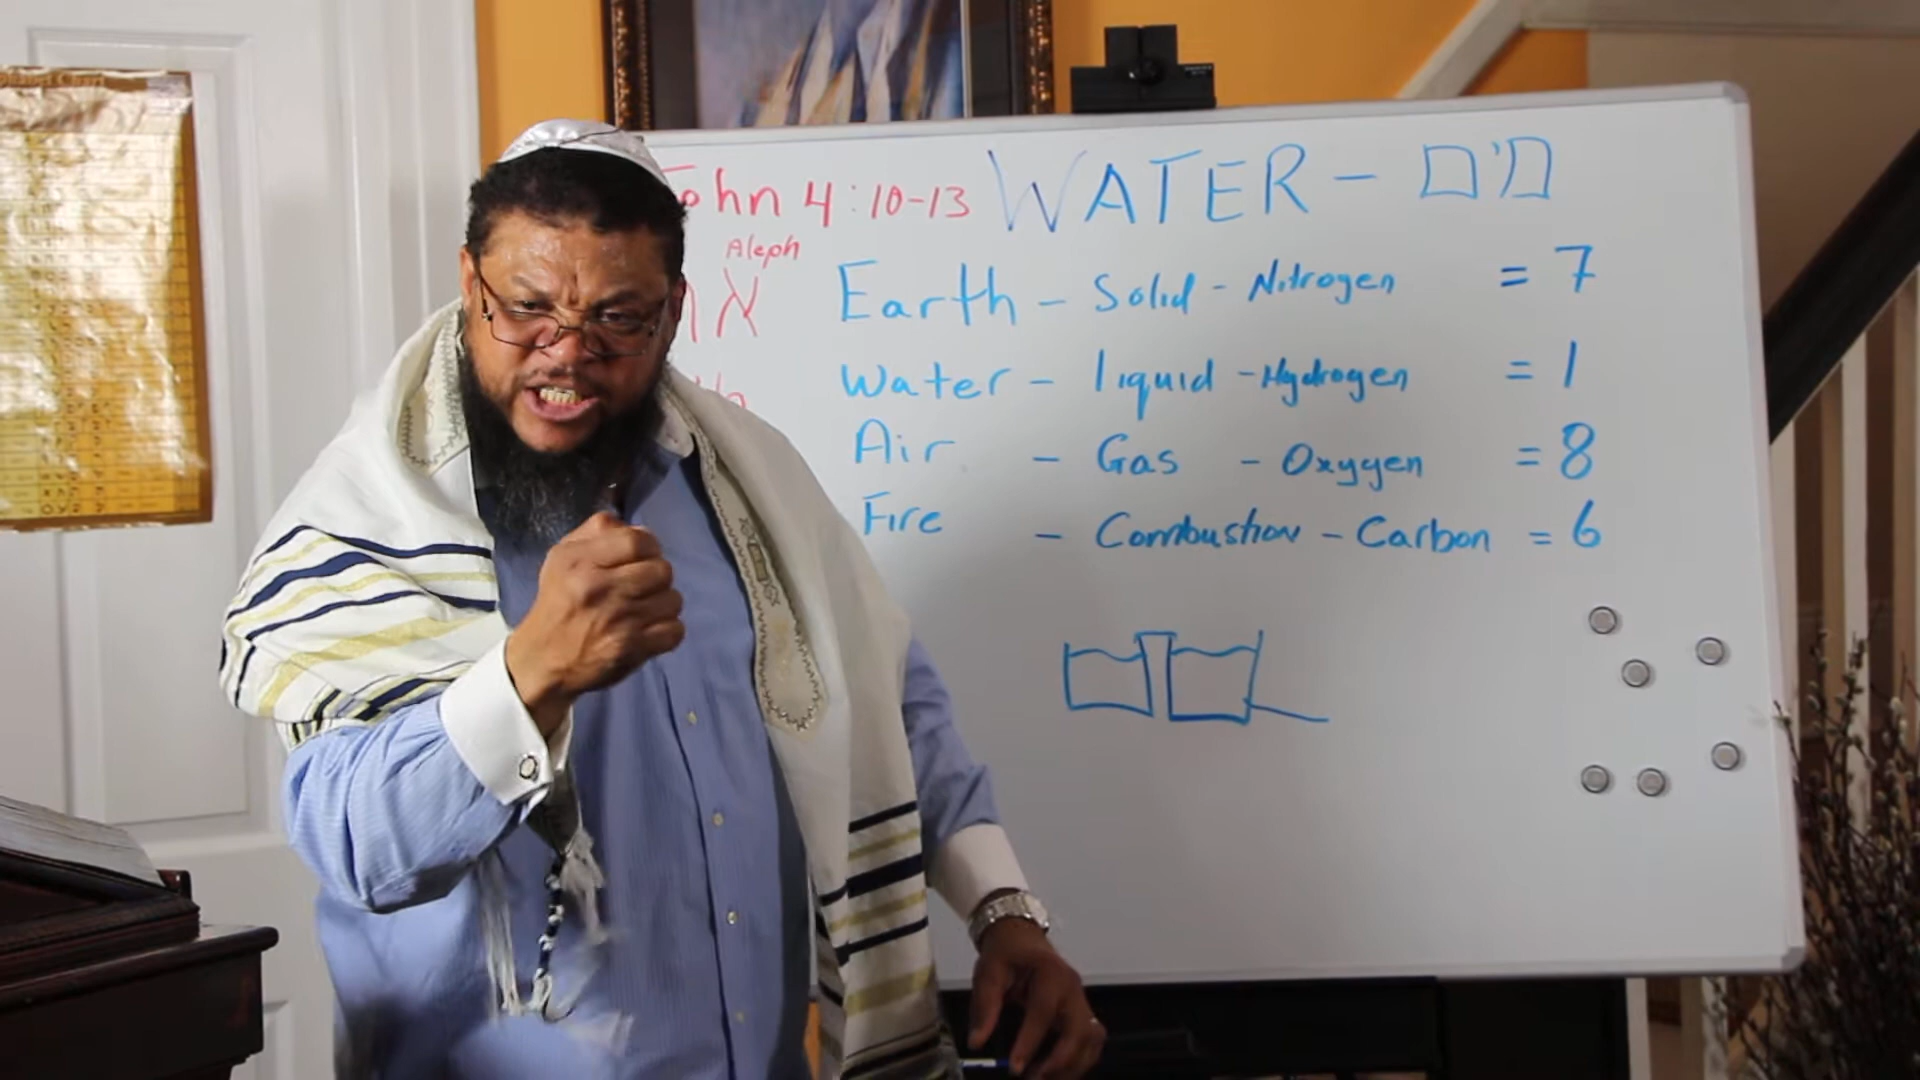 John 4:10-13 WATER - םי׳ם
Aleph
א
Earth - Solid - Nitrogen = 7
Water - liquid - Hydrogen = 1
Air - Gas - Oxygen = 8
Fire - Combustion - Carbon = 6